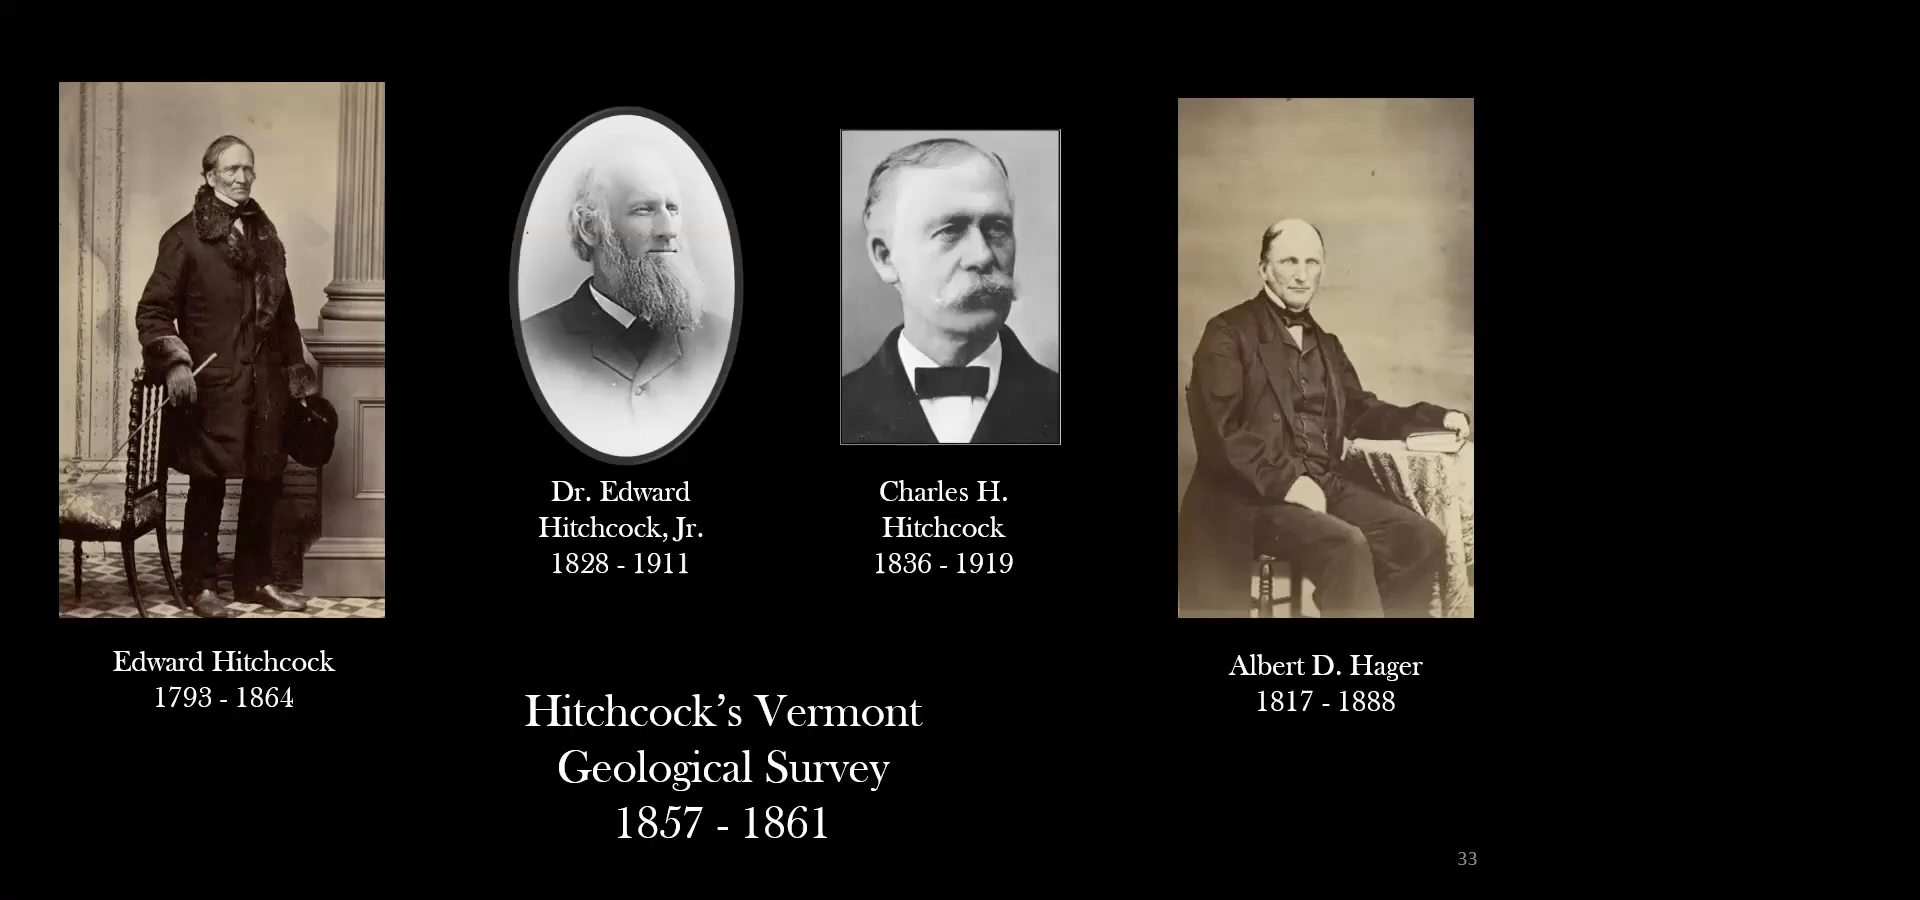 Edward Hitchcock
1793 - 1864
Dr. Edward
Hitchcock, Jr.
1828 - 1911
Charles H.
Hitchcock
1836 - 1919
Albert D. Hager
1817 - 1888
Hitchcock’s Vermont
Geological Survey
1857 - 1861
33